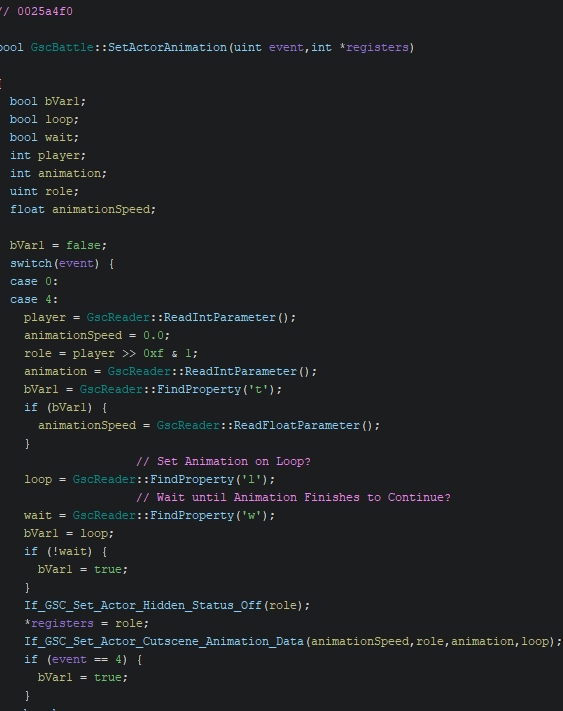 // 0025a4f0
bool GscBattle::SetActorAnimation(uint event,int *registers)
{
bool bVar1;
bool loop;
bool wait;
int player;
int animation;
uint role;
float animationSpeed;
bVar1 = false;
switch(event) {
case 0:
case 4:
player = GscReader::ReadIntParameter();
animationSpeed = 0.0;
role = player >> 0xf & 1;
animation = GscReader::ReadIntParameter();
bVar1 = GscReader::FindProperty('t');
if (bVar1) {
animationSpeed = GscReader::ReadFloatParameter();
}
// Set Animation on Loop?
loop = GscReader::FindProperty('l');
// Wait until Animation Finishes to Continue?
wait = GscReader::FindProperty('w');
bVar1 = loop;
if (!wait) {
bVar1 = true;
}
If_GSC_Set_Actor_Hidden_Status_Off(role);
*registers = role;
If_GSC_Set_Actor_Cutscene_Animation_Data(animationSpeed,role,animation,loop);
if (event == 4) {
bVar1 = true;
}